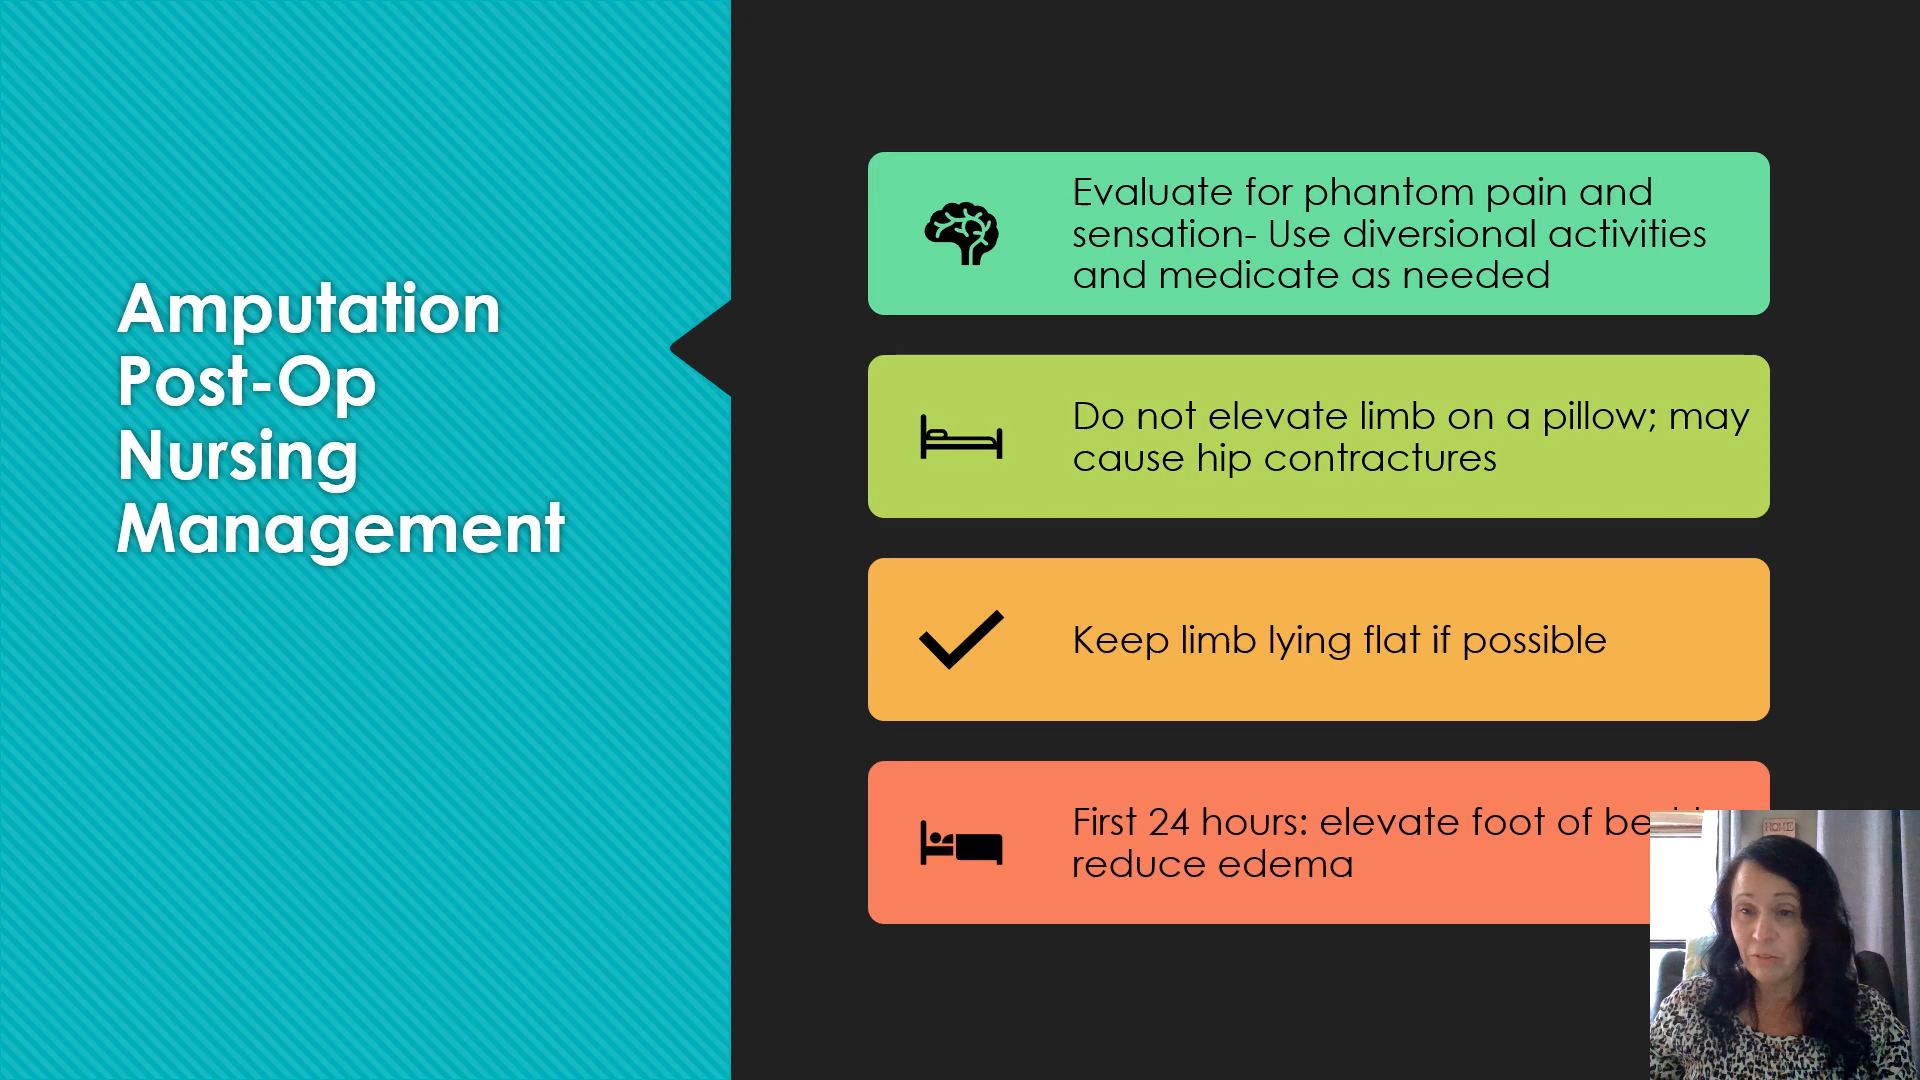 Amputation
Post-Op
Nursing
Management
Evaluate for phantom pain and
sensation- Use diversional activities
and medicate as needed
Do not elevate limb on a pillow; may
cause hip contractures
Keep limb lying flat if possible
First 24 hours: elevate foot of
reduce edema
HOME